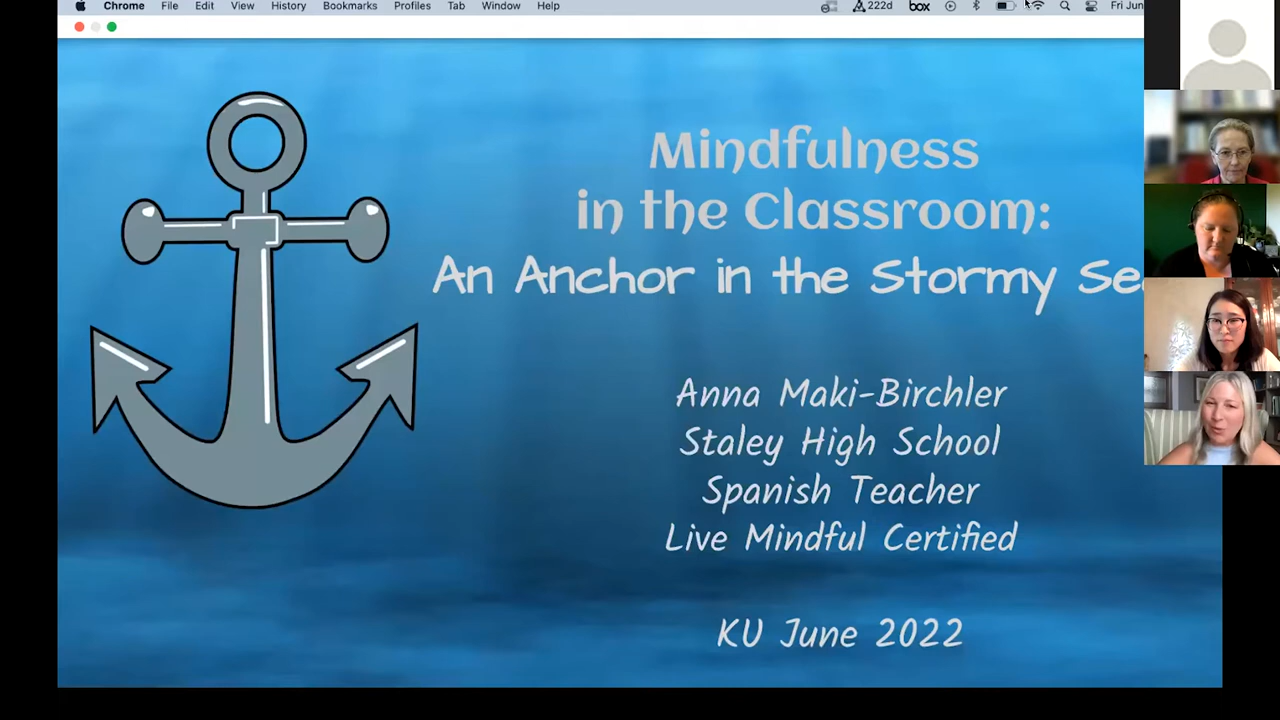 Chrome File Edit View History Bookmarks Profiles Tab Window Help 222d box Fri Jun
Mindfulness
in the Classroom:
An Anchor in the Stormy Se
Anna Maki-Birchler
Staley High School
Spanish Teacher
Live Mindful Certified
KU June 2022